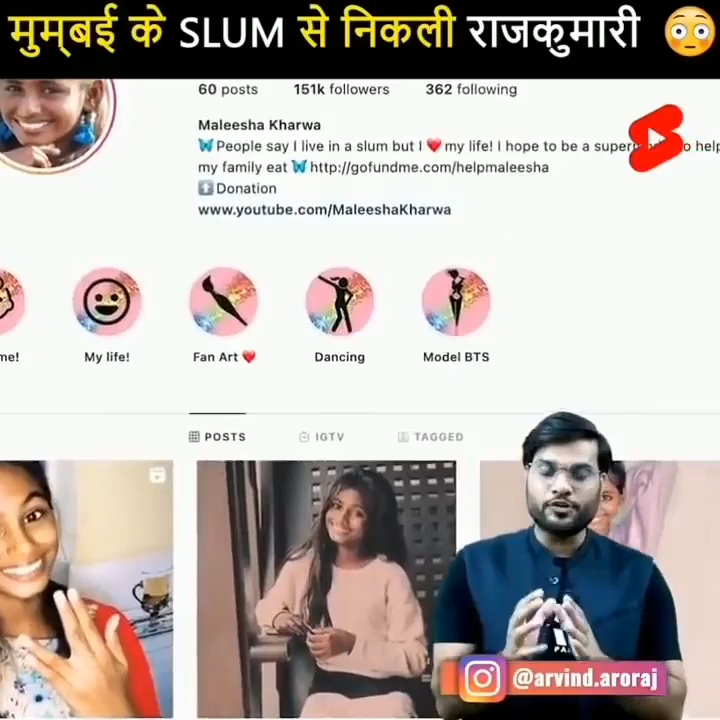 मुम्बई के SLUM से निकली राजकुमारी
60 posts 151k followers 362 following
Maleesha Kharwa
People say I live in a slum but I my life! I hope to be a help
my family eat http://gofundme.com/helpmaleesha
Donation
www.youtube.com/MaleeshaKharwa
me! My life! Fan Art Dancing Model BTS
POSTS IGTV TAGGED
@arvind.aroraj